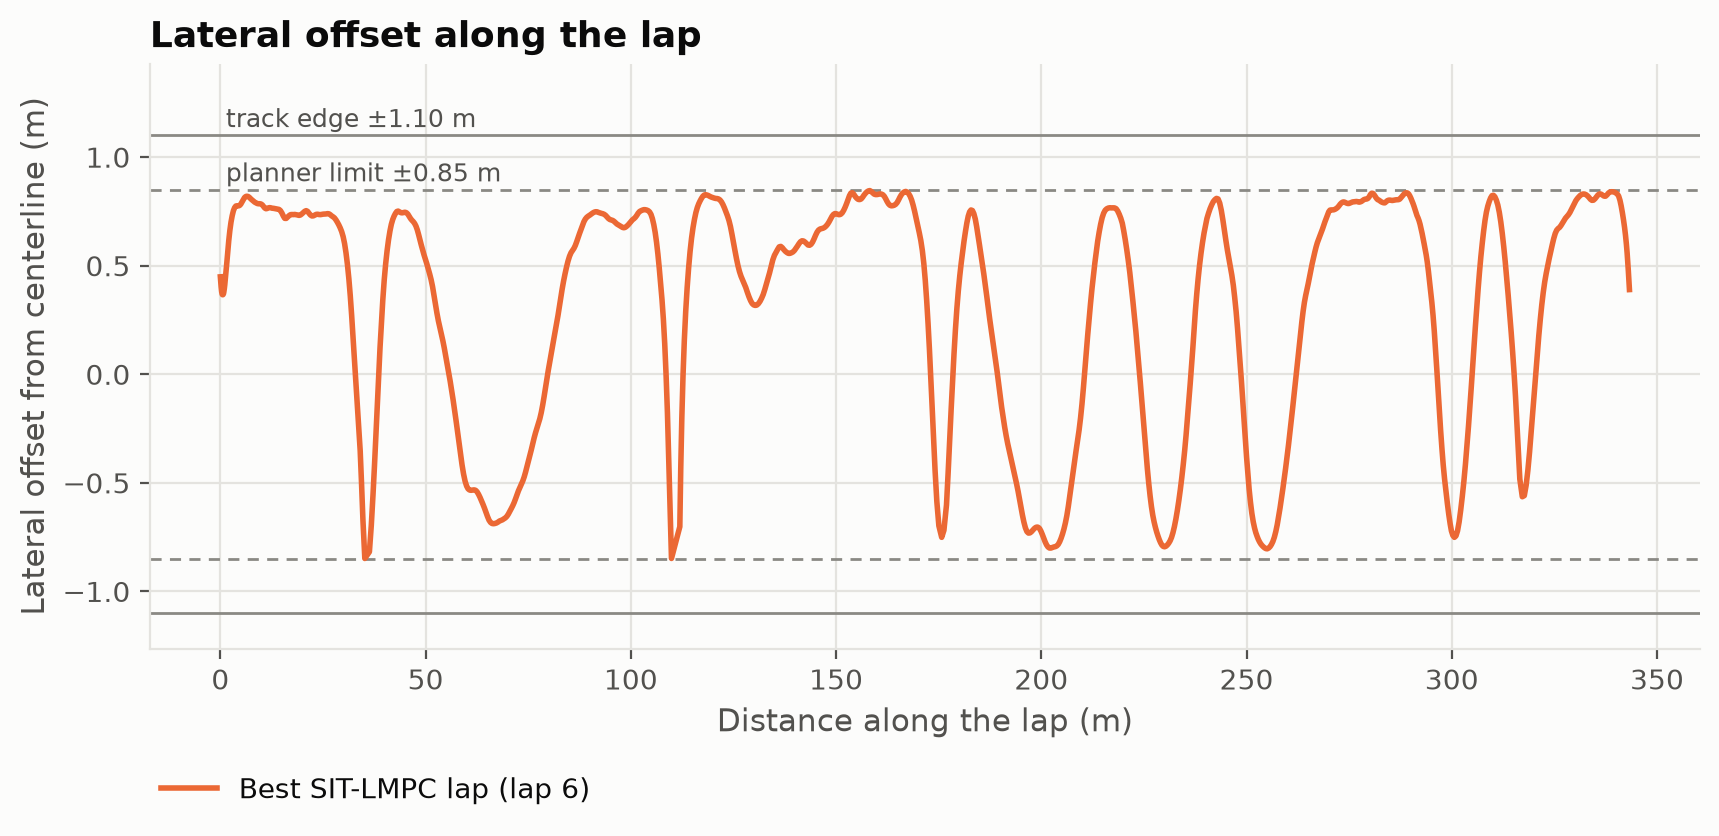 Lateral offset along the lap
Lateral offset from centerline (m)
track edge ±1.10 m
planner limit ±0.85 m
1.0
0.5
0.0
−0.5
−1.0
0 50 100 150 200 250 300 350
Distance along the lap (m)
Best SIT-LMPC lap (lap 6)